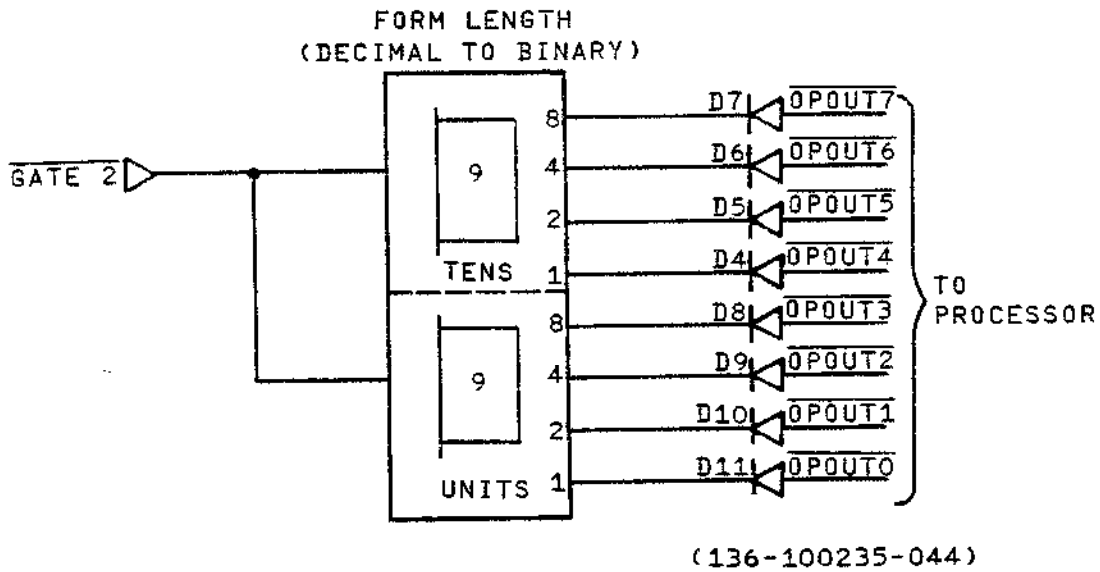 FORM LENGTH
(DECIMAL TO BINARY)
GATE 2
9
TENS
8
4
2
1
9
UNITS
8
4
2
1
D7 OPOUT7
D6 OPOUT6
D5 OPOUT5
D4 OPOUT4
D8 OPOUT3
D9 OPOUT2
D10 OPOUT1
D11 OPOUT0
TO
PROCESSOR
(136-100235-044)